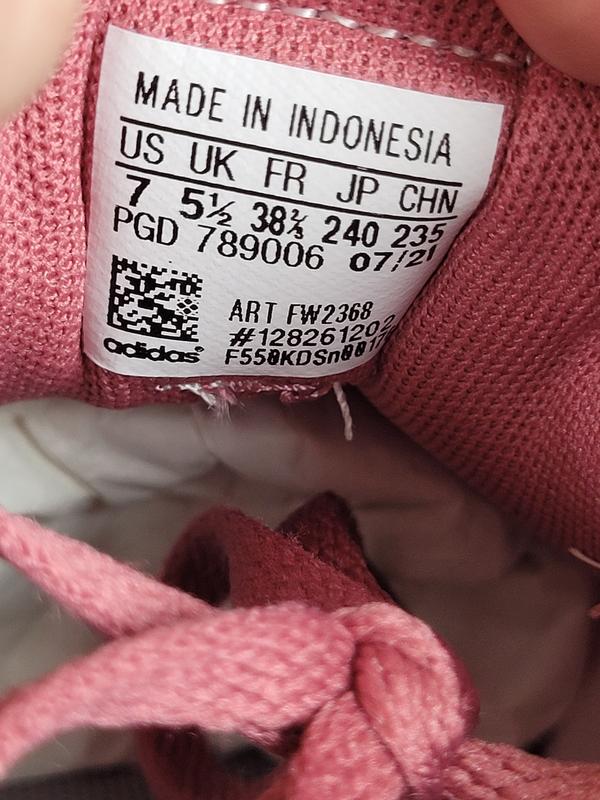 MADE IN INDONESIA
US UK FR JP CHN
7 5½ 38⅔ 240 235
PGD 789006 07/21
ART FW2368
#128261202
adidas